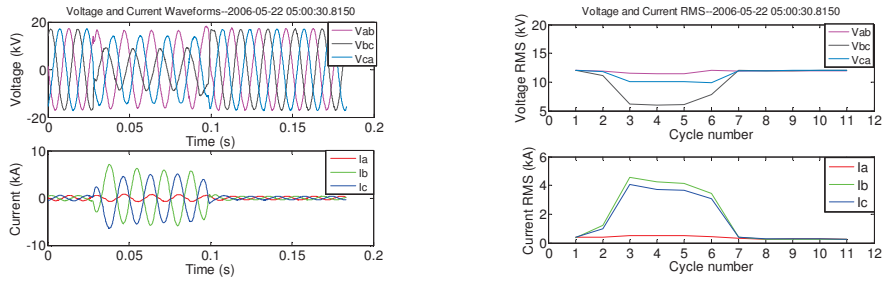 Voltage and Current Waveforms--2006-05-22 05:00:30.8150
20
0
-20
Voltage (kV)
Vab
Vbc
Vca
0
0.05
0.1
0.15
0.2
Time (s)
10
0
-10
Current (kA)
Ia
Ib
Ic
0
0.05
0.1
0.15
0.2
Time (s)
Voltage and Current RMS--2006-05-22 05:00:30.8150
20
15
10
5
Voltage RMS (kV)
Vab
Vbc
Vca
0 1 2 3 4 5 6 7 8 9 10 11 12
Cycle number
6
4
2
0
Current RMS (kA)
Ia
Ib
Ic
0 1 2 3 4 5 6 7 8 9 10 11 12
Cycle number